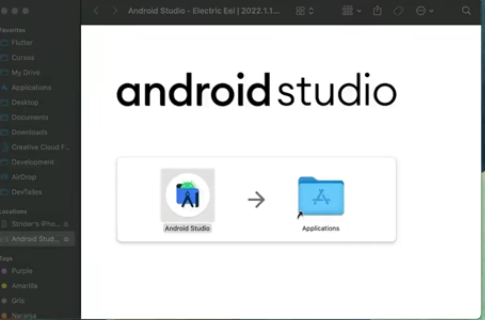 Android Studio - Electric Eel | 2022.1.1...
Favorites
Flutter
Cursos
My Drive
Applications
Desktop
Documents
Downloads
Creative Cloud F...
Development
AirDrop
DevTalles
Locations
Strider's iPho...
Android Stud...
Tags
Purple
Amarilla
Gris
Naranja
android studio
Android Studio
Applications